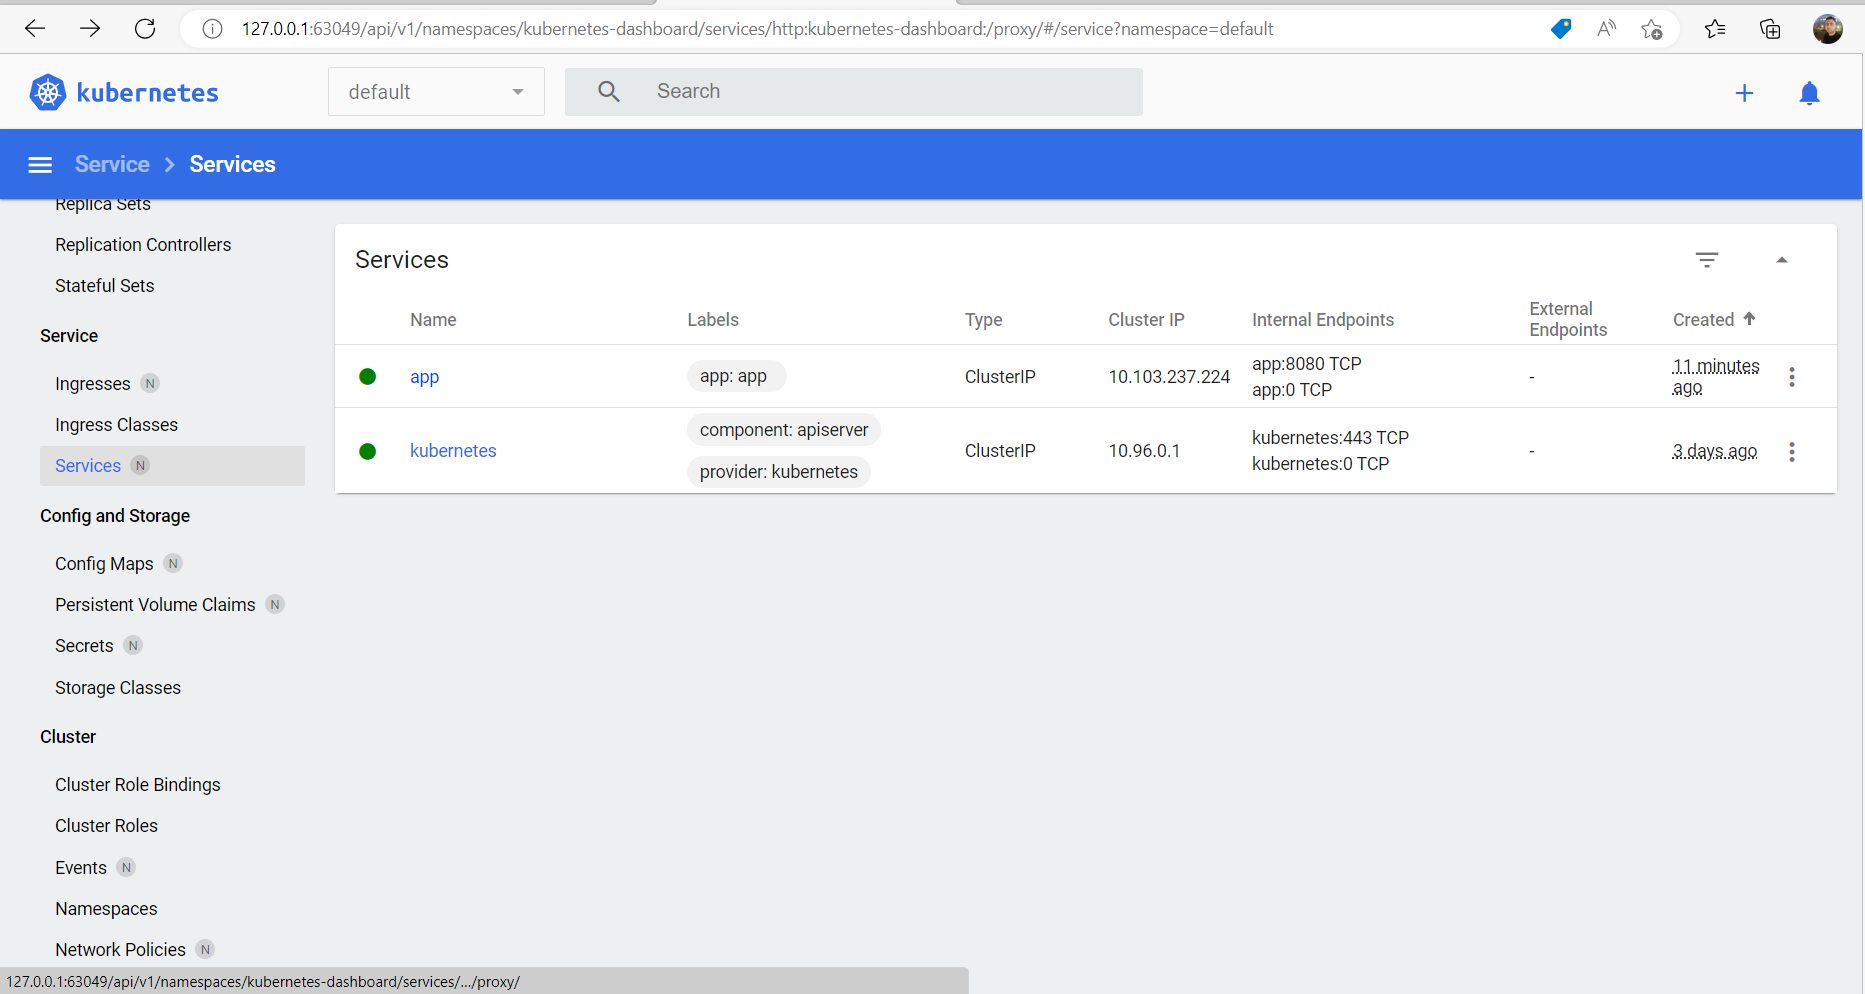 127.0.0.1:63049/api/v1/namespaces/kubernetes-dashboard/services/http:kubernetes-dashboard:/proxy/#/service?namespace=default
kubernetes
default
Search
Service
Services
Replica Sets
Replication Controllers
Stateful Sets
Service
Ingresses N
Ingress Classes
Services N
Config and Storage
Config Maps N
Persistent Volume Claims N
Secrets N
Storage Classes
Cluster
Cluster Role Bindings
Cluster Roles
Events N
Namespaces
Network Policies N
Services
Name Labels Type Cluster IP Internal Endpoints External Endpoints Created
app
app: app
ClusterIP
10.103.237.224
app:8080 TCP
app:0 TCP
-
11 minutes
ago
kubernetes
component: apiserver
provider: kubernetes
ClusterIP
10.96.0.1
kubernetes:443 TCP
kubernetes:0 TCP
-
3 days ago
127.0.0.1:63049/api/v1/namespaces/kubernetes-dashboard/services/.../proxy/